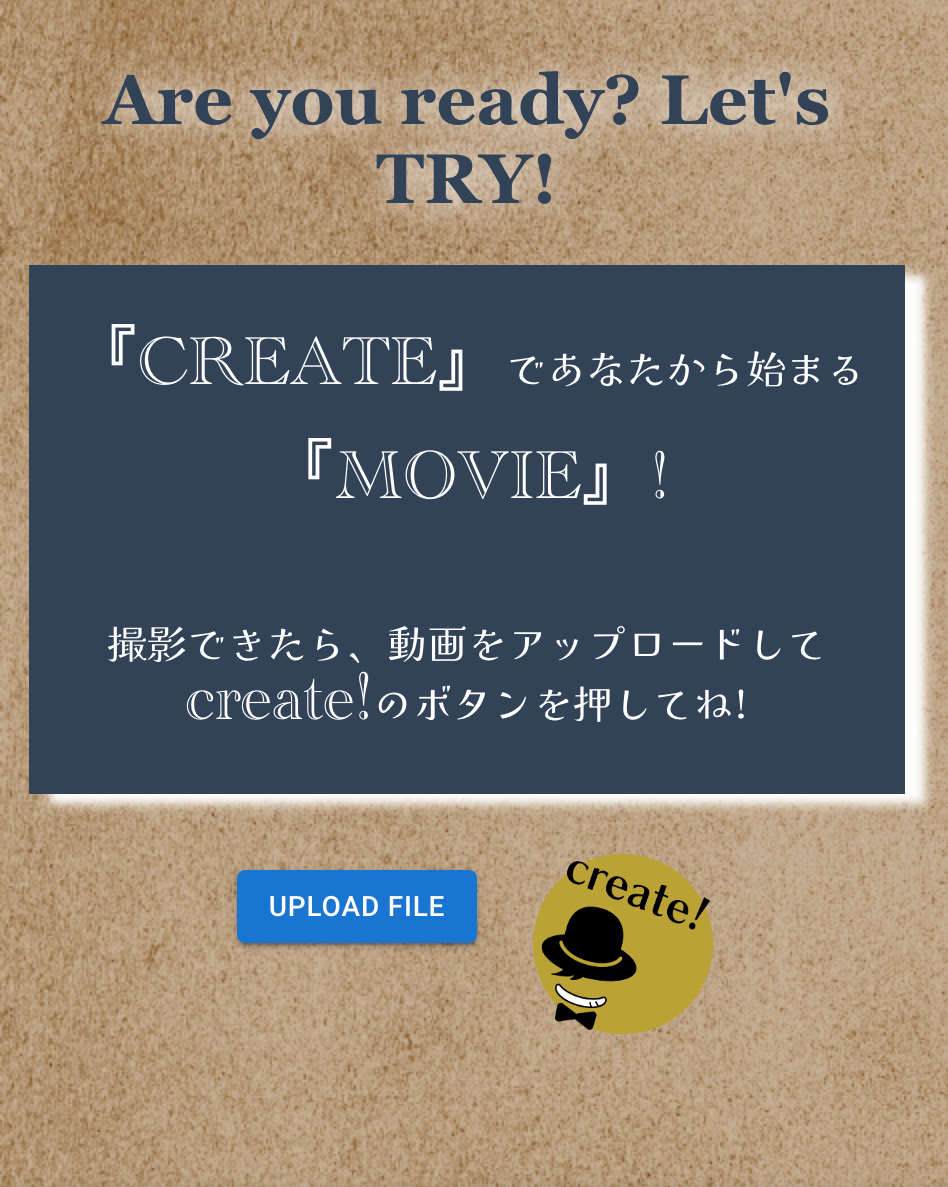 Are you ready? Let's
TRY!
『CREATE』 であなたから始まる
『MOVIE』 !
撮影できたら、動画をアップロードして
create!のボタンを押してね!
UPLOAD FILE
create!